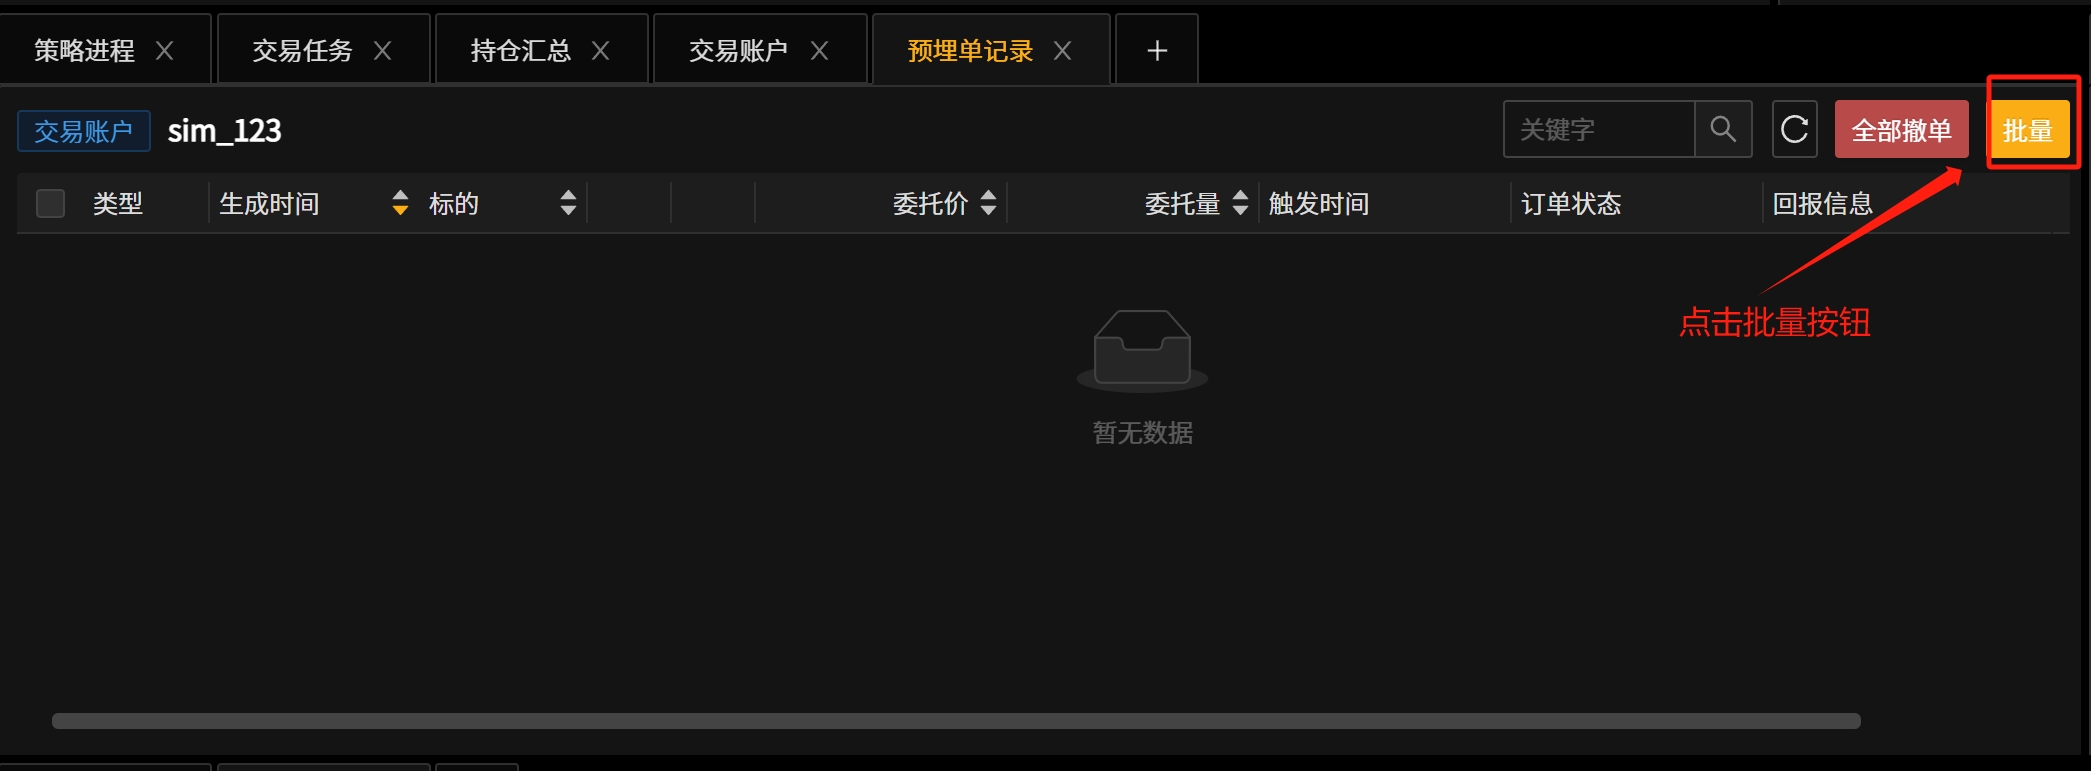 策略进程 X 交易任务 X 持仓汇总 X 交易账户 X 预埋单记录 X +
交易账户 sim_123 关键字 全部撤单 批量
类型 生成时间 标的 委托价 委托量 触发时间 订单状态 回报信息
点击批量按钮
暂无数据